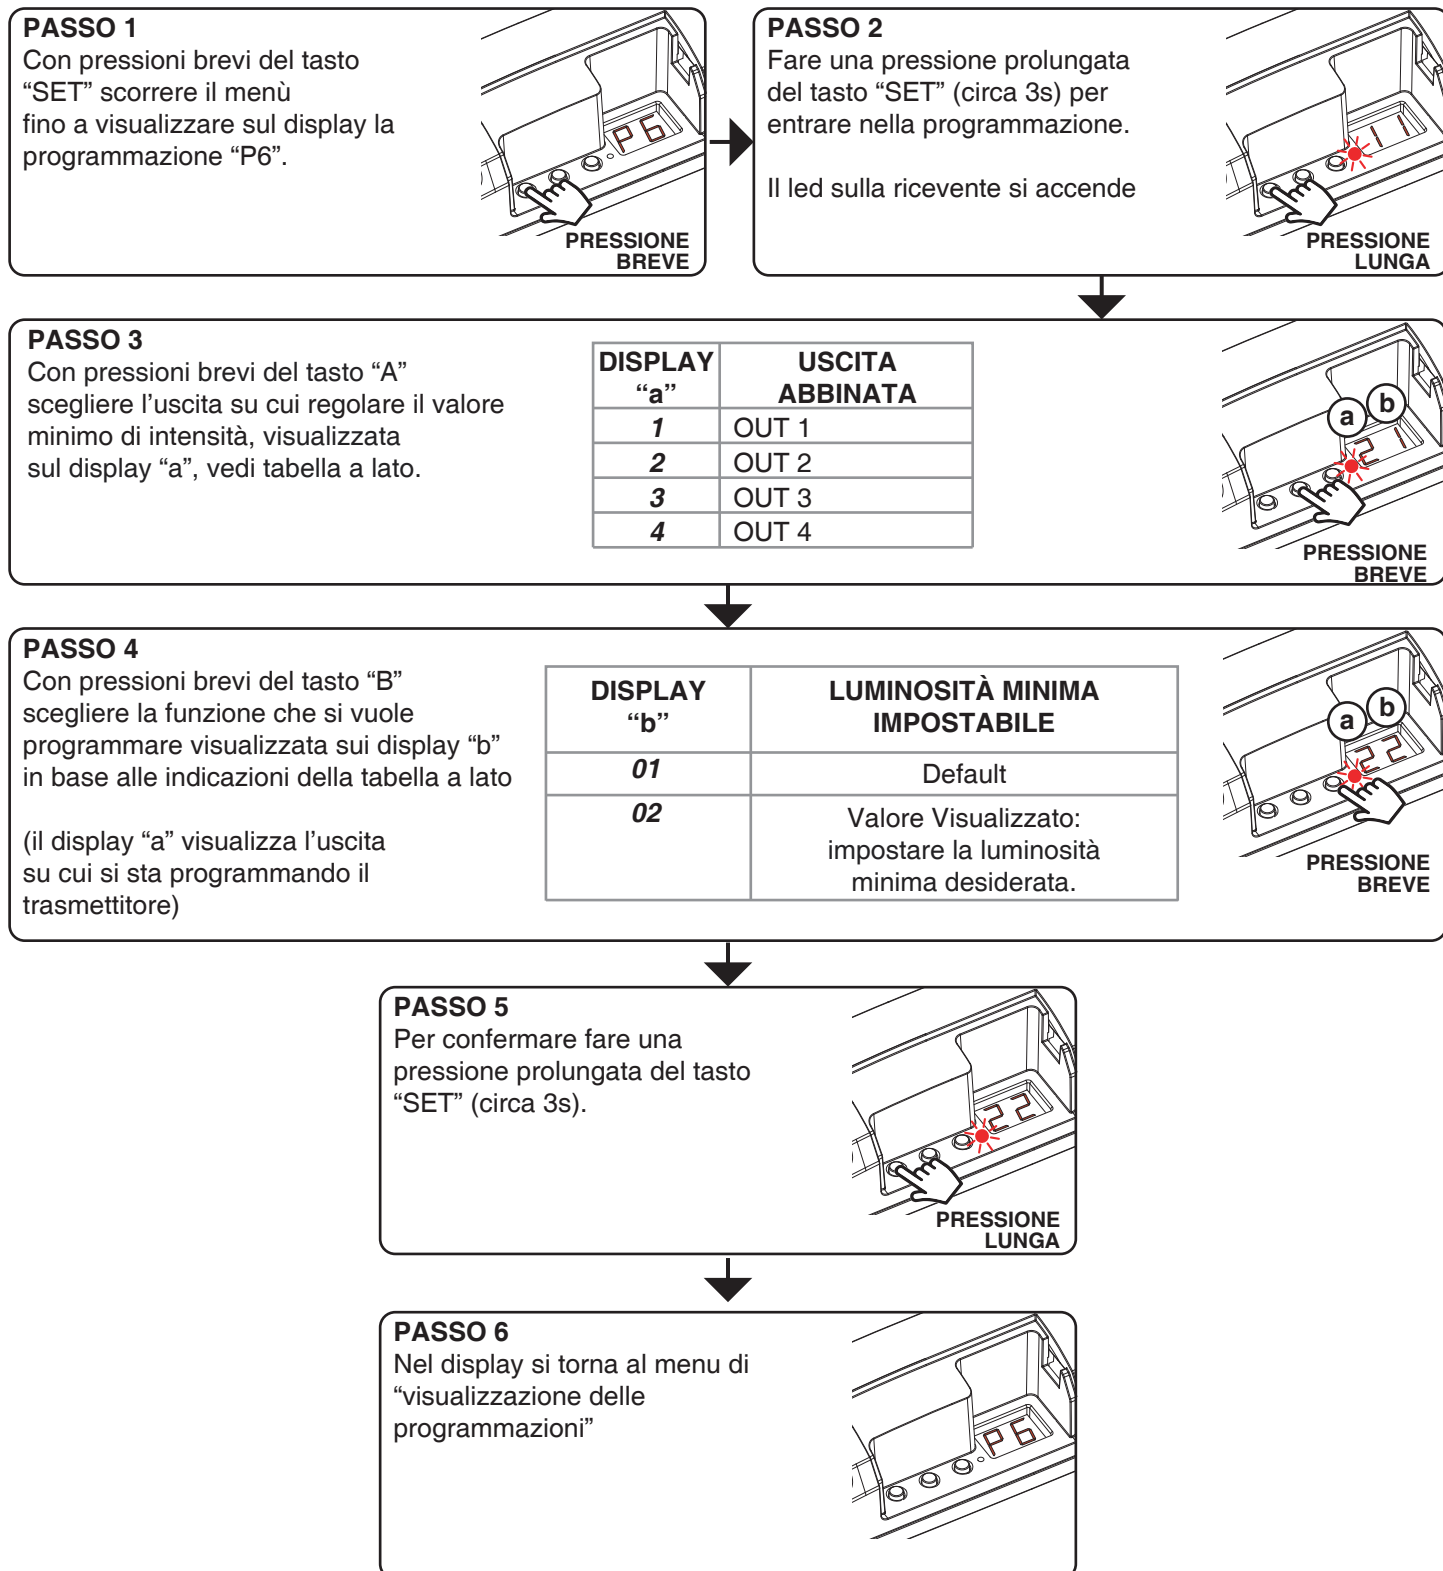 PASSO 1
Con pressioni brevi del tasto
“SET” scorrere il menù
fino a visualizzare sul display la
programmazione “P6”.
P6
PRESSIONE
BREVE
PASSO 2
Fare una pressione prolungata
del tasto “SET” (circa 3s) per
entrare nella programmazione.
Il led sulla ricevente si accende
1 1
PRESSIONE
LUNGA
PASSO 3
Con pressioni brevi del tasto “A”
scegliere l’uscita su cui regolare il valore
minimo di intensità, visualizzata
sul display “a”, vedi tabella a lato.
DISPLAY “a” USCITA ABBINATA
1 OUT 1
2 OUT 2
3 OUT 3
4 OUT 4
a b
2 1
PRESSIONE
BREVE
PASSO 4
Con pressioni brevi del tasto “B”
scegliere la funzione che si vuole
programmare visualizzata sui display “b”
in base alle indicazioni della tabella a lato
(il display “a” visualizza l’uscita
su cui si sta programmando il
trasmettitore)
DISPLAY “b” LUMINOSITÀ MINIMA IMPOSTABILE
01 Default
02 Valore Visualizzato:
impostare la luminosità
minima desiderata.
a b
2 2
PRESSIONE
BREVE
PASSO 5
Per confermare fare una
pressione prolungata del tasto
“SET” (circa 3s).
2 2
PRESSIONE
LUNGA
PASSO 6
Nel display si torna al menu di
“visualizzazione delle
programmazioni”
P6